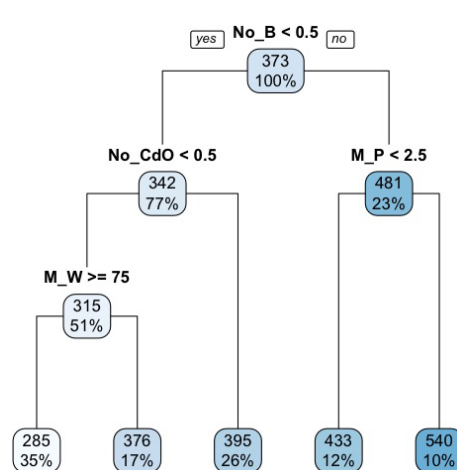 yes No_B < 0.5 no
373
100%
No_CdO < 0.5 M_P < 2.5
342 481
77% 23%
M_W >= 75
315
51%
285 376 395 433 540
35% 17% 26% 12% 10%